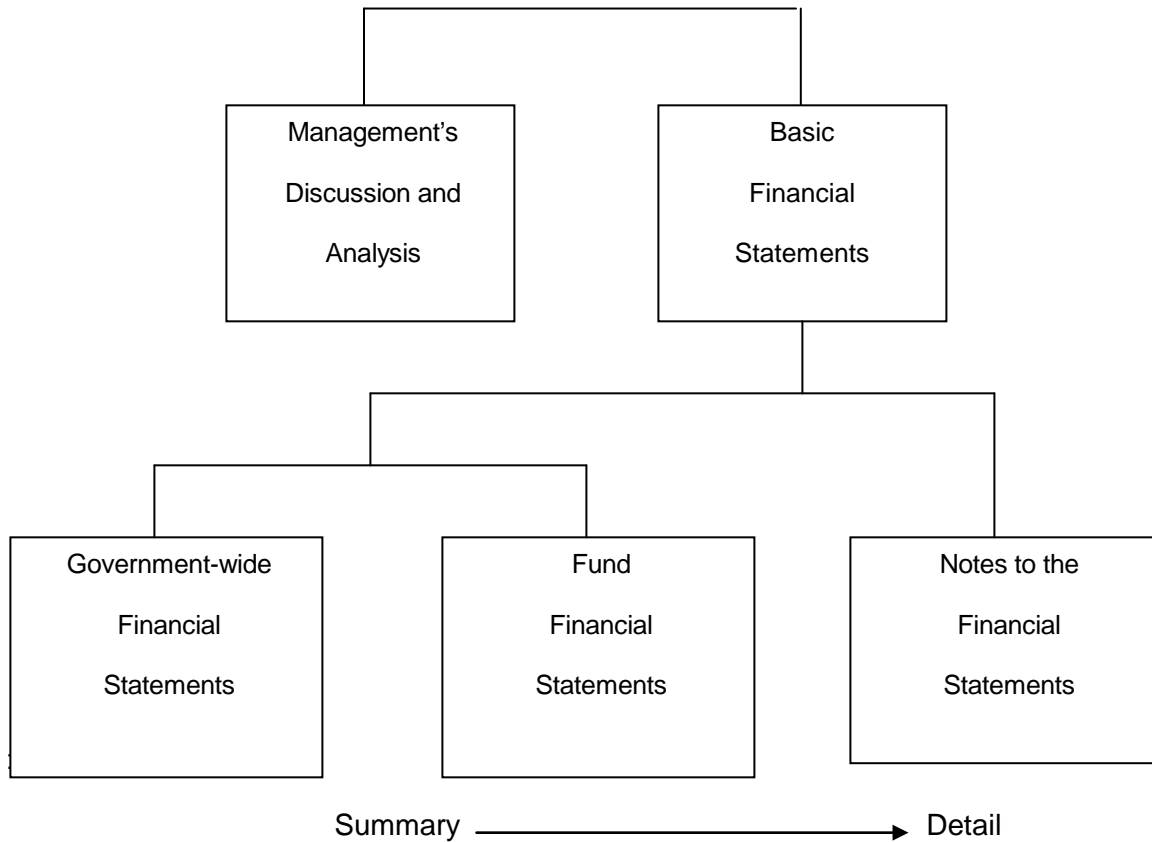 Management’s
Discussion and
Analysis
Basic
Financial
Statements
Government-wide
Financial
Statements
Fund
Financial
Statements
Notes to the
Financial
Statements
Summary
Detail